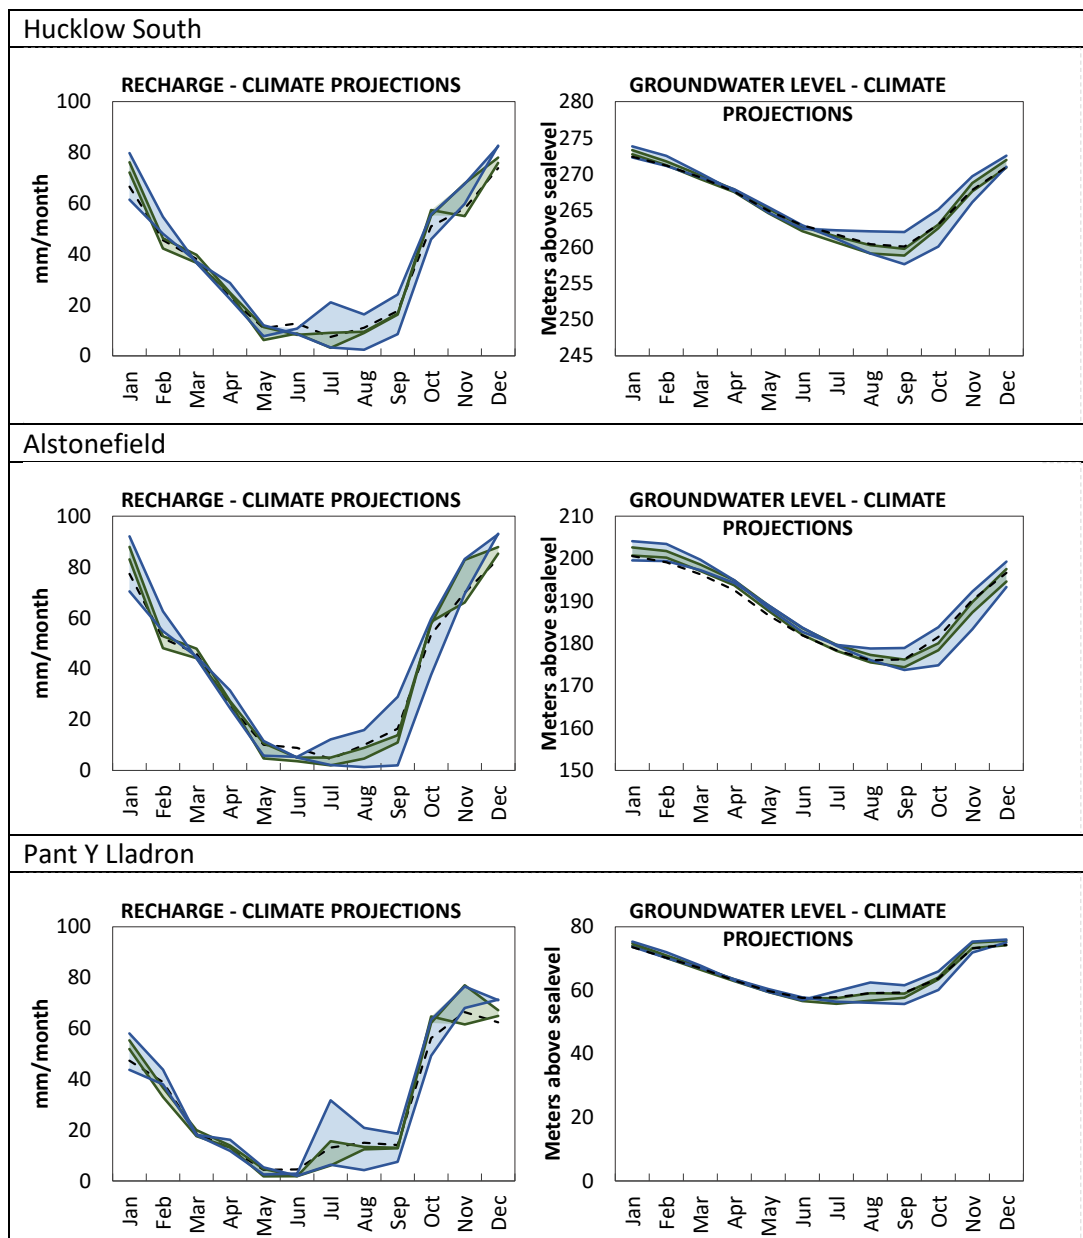 Hucklow South
RECHARGE - CLIMATE PROJECTIONS
mm/month
100
80
60
40
20
0
Jan Feb Mar Apr May Jun Jul Aug Sep Oct Nov Dec
GROUNDWATER LEVEL - CLIMATE
PROJECTIONS
Meters above sealevel
280
275
270
265
260
255
250
245
Jan Feb Mar Apr May Jun Jul Aug Sep Oct Nov Dec
Alstonefield
RECHARGE - CLIMATE PROJECTIONS
mm/month
100
80
60
40
20
0
Jan Feb Mar Apr May Jun Jul Aug Sep Oct Nov Dec
GROUNDWATER LEVEL - CLIMATE
PROJECTIONS
Meters above sealevel
210
200
190
180
170
160
150
Jan Feb Mar Apr May Jun Jul Aug Sep Oct Nov Dec
Pant Y Lladron
RECHARGE - CLIMATE PROJECTIONS
mm/month
100
80
60
40
20
0
Jan Feb Mar Apr May Jun Jul Aug Sep Oct Nov Dec
GROUNDWATER LEVEL - CLIMATE
PROJECTIONS
Meters above sealevel
80
60
40
20
0
Jan Feb Mar Apr May Jun Jul Aug Sep Oct Nov Dec